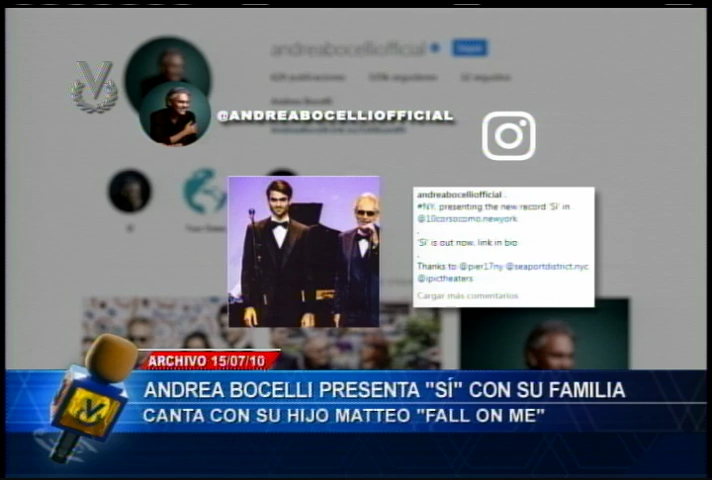 andreabocelliofficial
@ANDREABOCELLIOFFICIAL
andreabocelliofficial .
#NY, presenting the new record 'Sì' in
@10corsocomo.newyork
.
'Sì' is out now, link in bio
.
Thanks to @pier17ny @seaportdistrict.nyc
@ipictheaters
Cargar más comentarios
ARCHIVO 15/07/10
ANDREA BOCELLI PRESENTA "SÍ" CON SU FAMILIA
CANTA CON SU HIJO MATTEO "FALL ON ME"